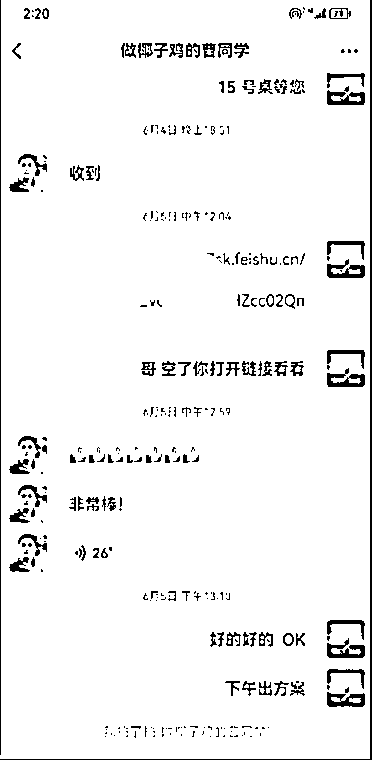 2:20
做椰子鸡的曹同学
15 号桌等您
6月4日 晚上18:51
收到
6月5日 中午12:04
sk.feishu.cn/
Zcc02Qn
哥 空了你打开链接看看
6月5日 中午12:59
非常棒!
26"
6月5日 下午13:13
好的好的 OK
下午出方案